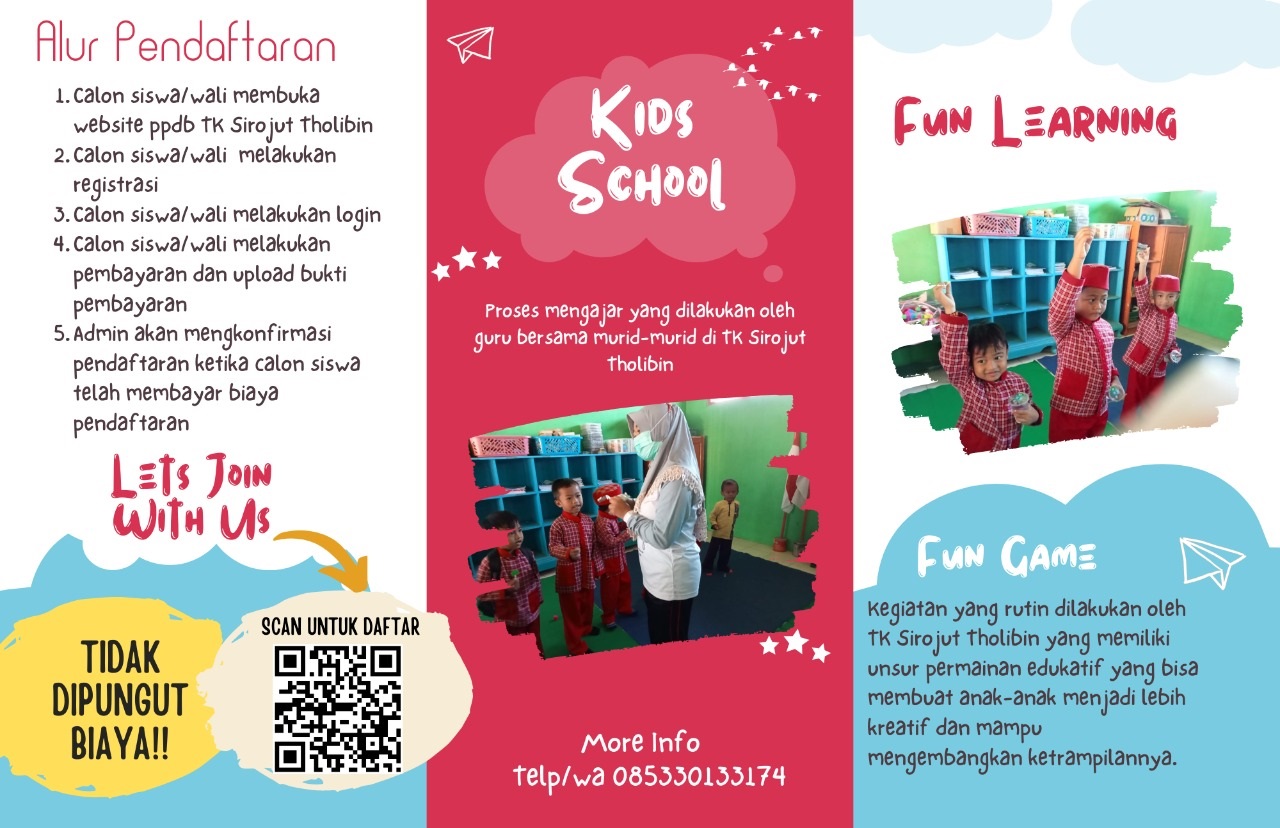 Alur Pendaftaran
1. Calon siswa/wali membuka
website ppdb TK Sirojut Tholibin
2. Calon siswa/wali melakukan
registrasi
3. Calon siswa/wali melakukan login
4. Calon siswa/wali melakukan
pembayaran dan upload bukti
pembayaran
5. Admin akan mengkonfirmasi
pendaftaran ketika calon siswa
telah membayar biaya
pendaftaran
Lets Join
With Us
TIDAK
DIPUNGUT
BIAYA!!
SCAN UNTUK DAFTAR
Kids
School
Proses mengajar yang dilakukan oleh
guru bersama murid-murid di TK Sirojut
Tholibin
More Info
Telp/wa 085330133174
Fun Learning
Fun Game
Kegiatan yang rutin dilakukan oleh
TK Sirojut Tholibin yang memiliki
unsur permainan edukatif yang bisa
membuat anak-anak menjadi lebih
kreatif dan mampu
mengembangkan ketrampilannya.